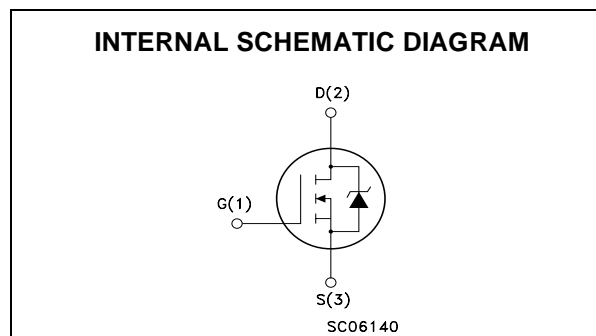 INTERNAL SCHEMATIC DIAGRAM
D(2)
G(1)
S(3)
SC06140